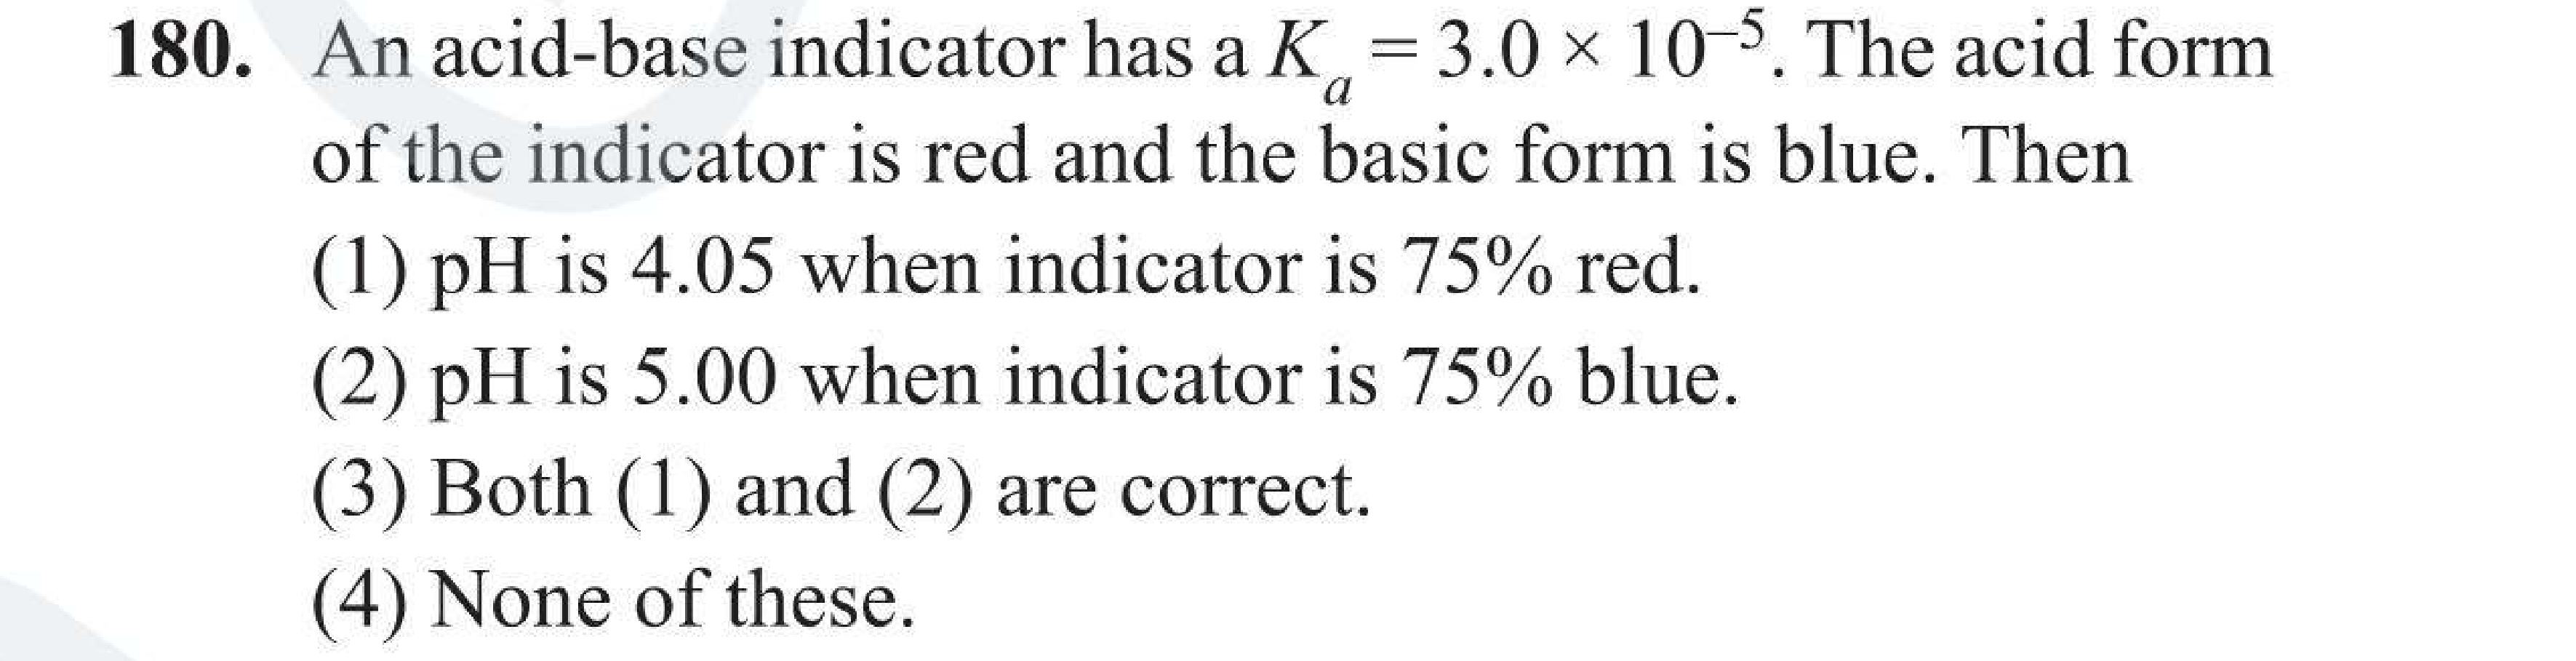 180. An acid-base indicator has a Kₐ = 3.0 × 10⁻⁵. The acid form
of the indicator is red and the basic form is blue. Then
(1) pH is 4.05 when indicator is 75% red.
(2) pH is 5.00 when indicator is 75% blue.
(3) Both (1) and (2) are correct.
(4) None of these.